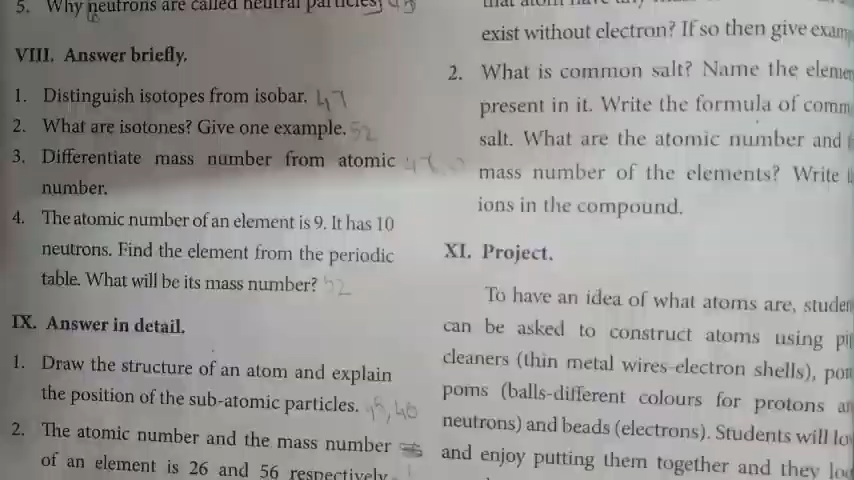 5. Why neutrons are called neutral particles?
VIII. Answer briefly.
1. Distinguish isotopes from isobar. 47
2. What are isotones? Give one example. 52
3. Differentiate mass number from atomic
number.
4. The atomic number of an element is 9. It has 10
neutrons. Find the element from the periodic
table. What will be its mass number? 52
IX. Answer in detail.
1. Draw the structure of an atom and explain
the position of the sub-atomic particles. 45, 46
2. The atomic number and the mass number
of an element is 26 and 56 respectively.
exist without electron? If so then give exam
2. What is common salt? Name the elemen
present in it. Write the formula of comm
salt. What are the atomic number and
mass number of the elements? Write
ions in the compound.
XI. Project.
To have an idea of what atoms are, studen
can be asked to construct atoms using pip
cleaners (thin metal wires-electron shells), pom
poms (balls-different colours for protons an
neutrons) and beads (electrons). Students will lo
and enjoy putting them together and they